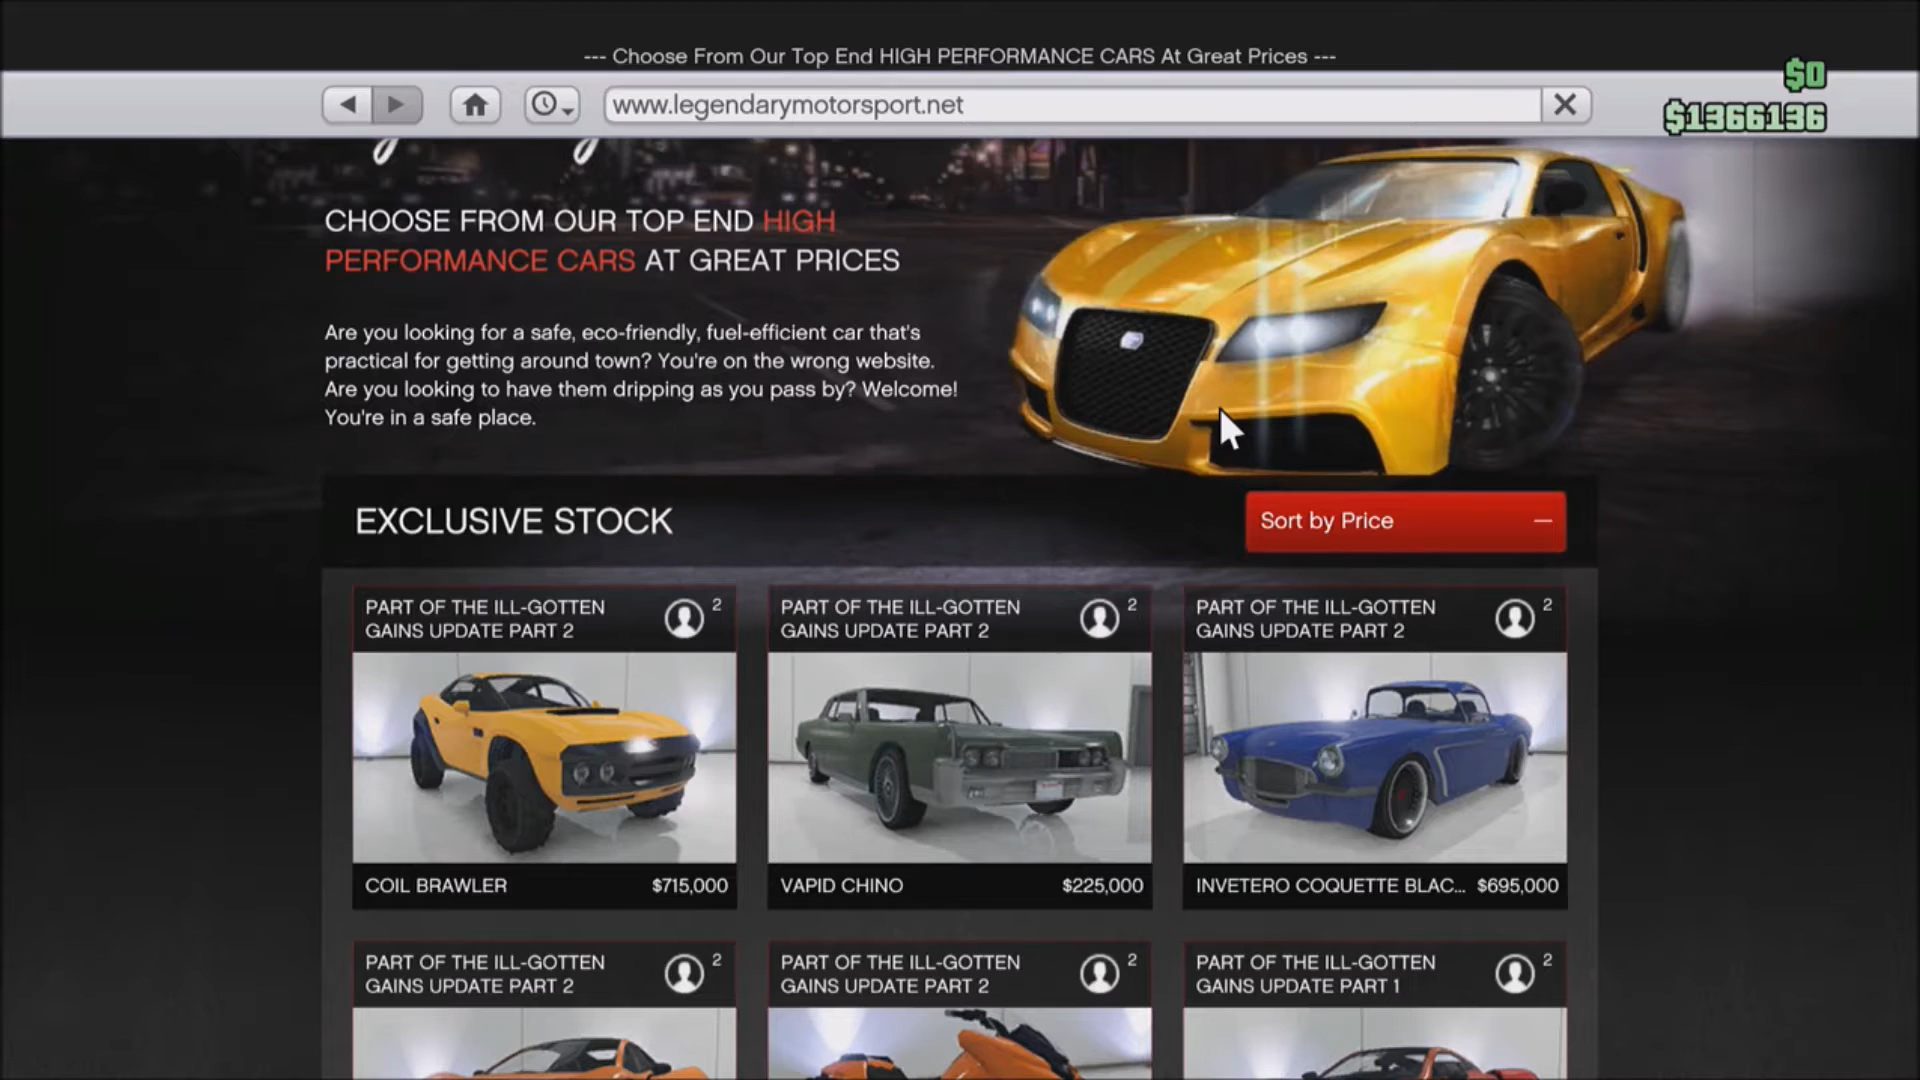 --- Choose From Our Top End HIGH PERFORMANCE CARS At Great Prices ---
$0
www.legendarymotorsport.net
$1366136
CHOOSE FROM OUR TOP END HIGH
PERFORMANCE CARS AT GREAT PRICES
Are you looking for a safe, eco-friendly, fuel-efficient car that's
practical for getting around town? You're on the wrong website.
Are you looking to have them dripping as you pass by? Welcome!
You're in a safe place.
EXCLUSIVE STOCK
Sort by Price
PART OF THE ILL-GOTTEN
GAINS UPDATE PART 2
2
PART OF THE ILL-GOTTEN
GAINS UPDATE PART 2
2
PART OF THE ILL-GOTTEN
GAINS UPDATE PART 2
2
COIL BRAWLER $715,000
VAPID CHINO $225,000
INVETERO COQUETTE BLAC... $695,000
PART OF THE ILL-GOTTEN
GAINS UPDATE PART 2
2
PART OF THE ILL-GOTTEN
GAINS UPDATE PART 2
2
PART OF THE ILL-GOTTEN
GAINS UPDATE PART 1
2